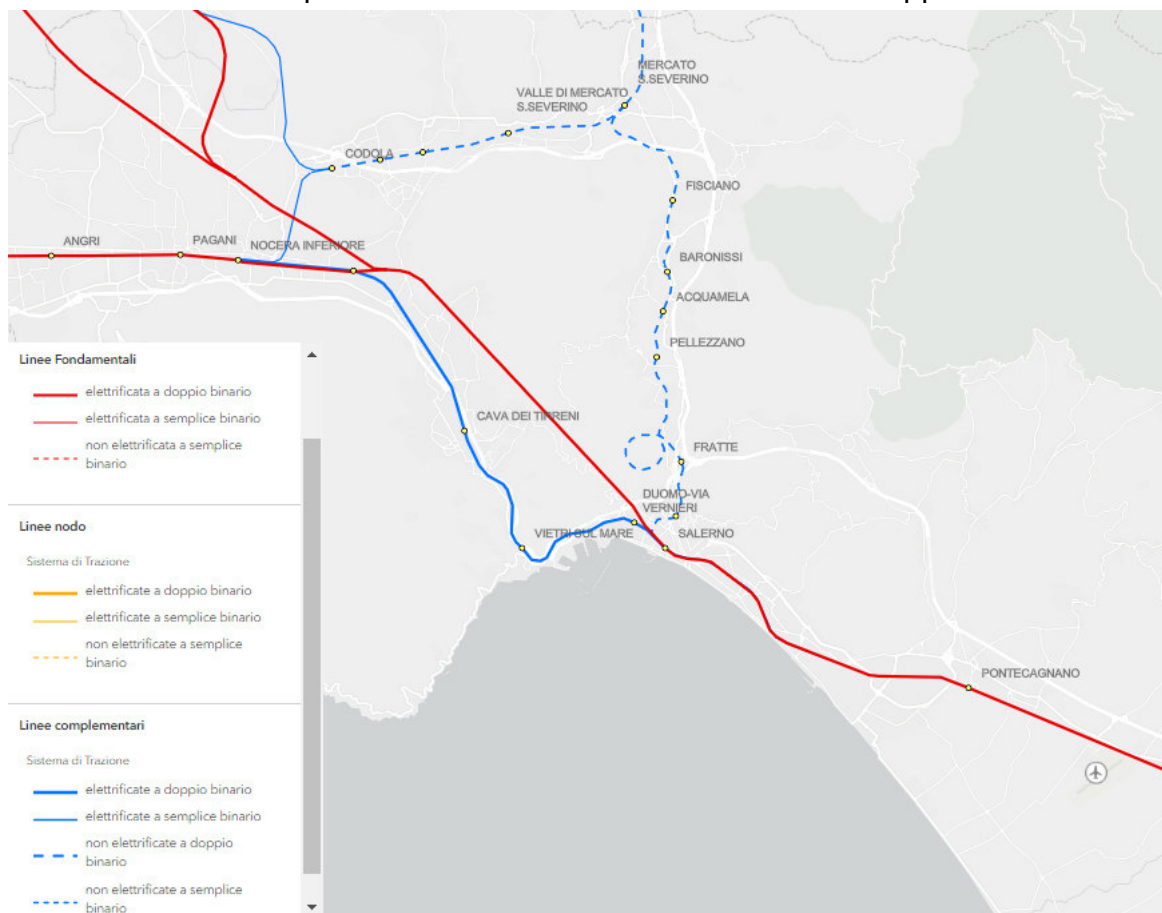 MERCATO
S.SEVERINO
VALLE DI MERCATO
S.SEVERINO
CODOLA
FISCIANO
ANGRI
PAGANI
NOCERA INFERIORE
BARONISSI
ACQUAMELA
PELLEZZANO
CAVA DEI TIRRENI
FRATTE
DUOMO-VIA
VERNIERI
VIETRI SUL MARE
SALERNO
PONTECAGNANO
Linee Fondamentali
elettrificata a doppio binario
elettrificata a semplice binario
non elettrificata a semplice
binario
Linee nodo
Sistema di Trazione
elettrificate a doppio binario
elettrificate a semplice binario
non elettrificate a semplice
binario
Linee complementari
Sistema di Trazione
elettrificate a doppio binario
elettrificate a semplice binario
non elettrificate a doppio
binario
non elettrificate a semplice
binario